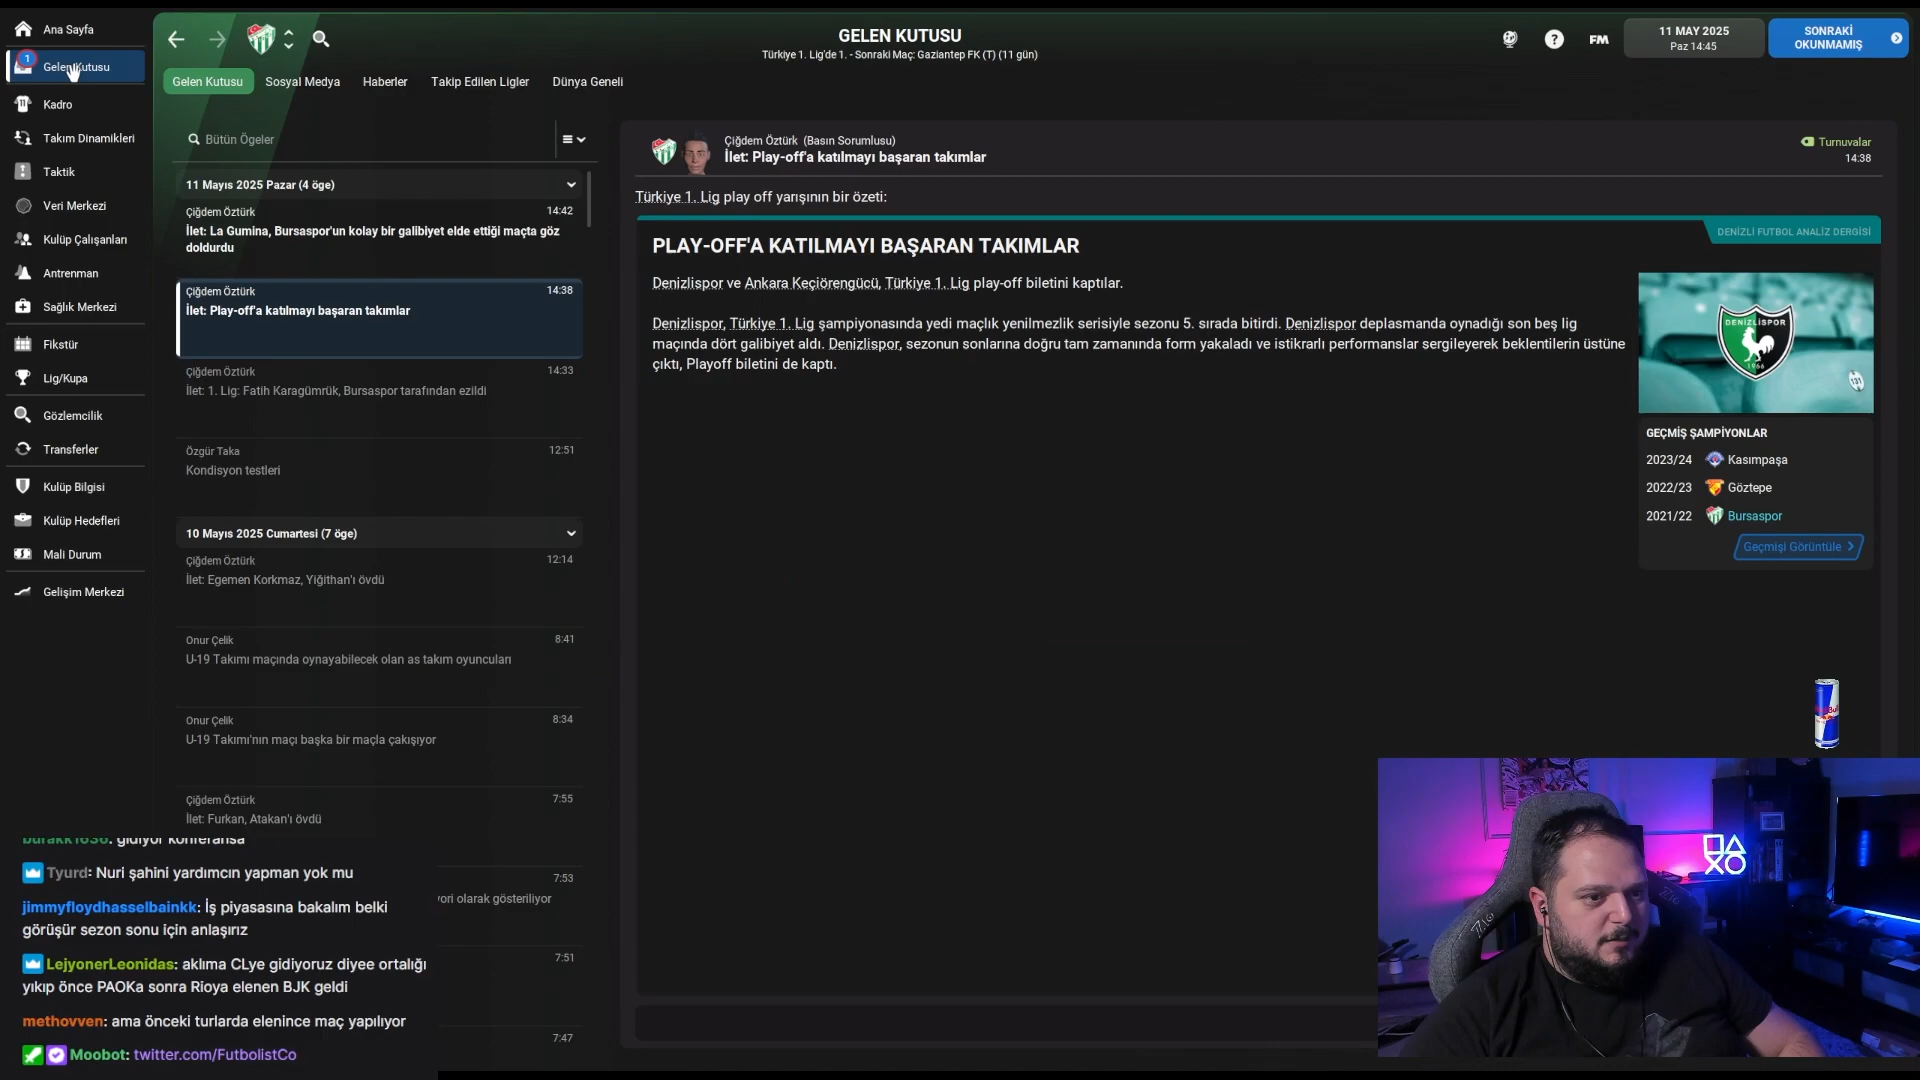 Ana Sayfa
1
Gelen Kutusu
Kadro
Takım Dinamikleri
Taktik
Veri Merkezi
Kulüp Çalışanları
Antrenman
Sağlık Merkezi
Fikstür
Lig/Kupa
Gözlemcilik
Transferler
Kulüp Bilgisi
Kulüp Hedefleri
Mali Durum
Gelişim Merkezi
GELEN KUTUSU
Türkiye 1. Lig'de 1. - Sonraki Maç: Gaziantep FK (T) (11 gün)
FM
11 MAY 2025
Paz 14:45
SONRAKİ
OKUNMAMIŞ
Gelen Kutusu
Sosyal Medya
Haberler
Takip Edilen Ligler
Dünya Geneli
Bütün Ögeler
11 Mayıs 2025 Pazar (4 öge)
Çiğdem Öztürk 14:42
İlet: La Gumina, Bursaspor'un kolay bir galibiyet elde ettiği maçta göz
doldurdu
Çiğdem Öztürk 14:38
İlet: Play-off'a katılmayı başaran takımlar
Çiğdem Öztürk 14:33
İlet: 1. Lig: Fatih Karagümrük, Bursaspor tarafından ezildi
Özgür Taka 12:51
Kondisyon testleri
10 Mayıs 2025 Cumartesi (7 öge)
Çiğdem Öztürk 12:14
İlet: Egemen Korkmaz, Yiğithan'ı övdü
Onur Çelik 8:41
U-19 Takımı maçında oynayabilecek olan as takım oyuncuları
Onur Çelik 8:34
U-19 Takımı'nın maçı başka bir maçla çakışıyor
Çiğdem Öztürk 7:55
İlet: Furkan, Atakan'ı övdü
7:53
olarak gösteriliyor
7:51
7:47
Çiğdem Öztürk (Basın Sorumlusu)
İlet: Play-off'a katılmayı başaran takımlar
Turnuvalar
14:38
Türkiye 1. Lig play off yarışının bir özeti:
DENİZLİ FUTBOL ANALİZ DERGİSİ
PLAY-OFF'A KATILMAYI BAŞARAN TAKIMLAR
Denizlispor ve Ankara Keçiörengücü, Türkiye 1. Lig play-off biletini kaptılar.
Denizlispor, Türkiye 1. Lig şampiyonasında yedi maçlık yenilmezlik serisiyle sezonu 5. sırada bitirdi. Denizlispor deplasmanda oynadığı son beş lig
maçında dört galibiyet aldı. Denizlispor, sezonun sonlarına doğru tam zamanında form yakaladı ve istikrarlı performanslar sergileyerek beklentilerin üstüne
çıktı, Playoff biletini de kaptı.
DENİZLİSPOR
1966
131
GEÇMİŞ ŞAMPİYONLAR
2023/24 Kasımpaşa
2022/23 Göztepe
2021/22 Bursaspor
Geçmişi Görüntüle
burakk1636: gidiyor konferansa
Tyurd: Nuri şahini yardımcın yapman yok mu
jimmyfloydhasselbainkk: İş piyasasına bakalım belki
görüşür sezon sonu için anlaşırız
LejyonerLeonidas: aklıma CLye gidiyoruz diyee ortalığı
yıkıp önce PAOKa sonra Rioya elenen BJK geldi
methovven: ama önceki turlarda elenince maç yapılıyor
Moobot: twitter.com/FutbolistCo